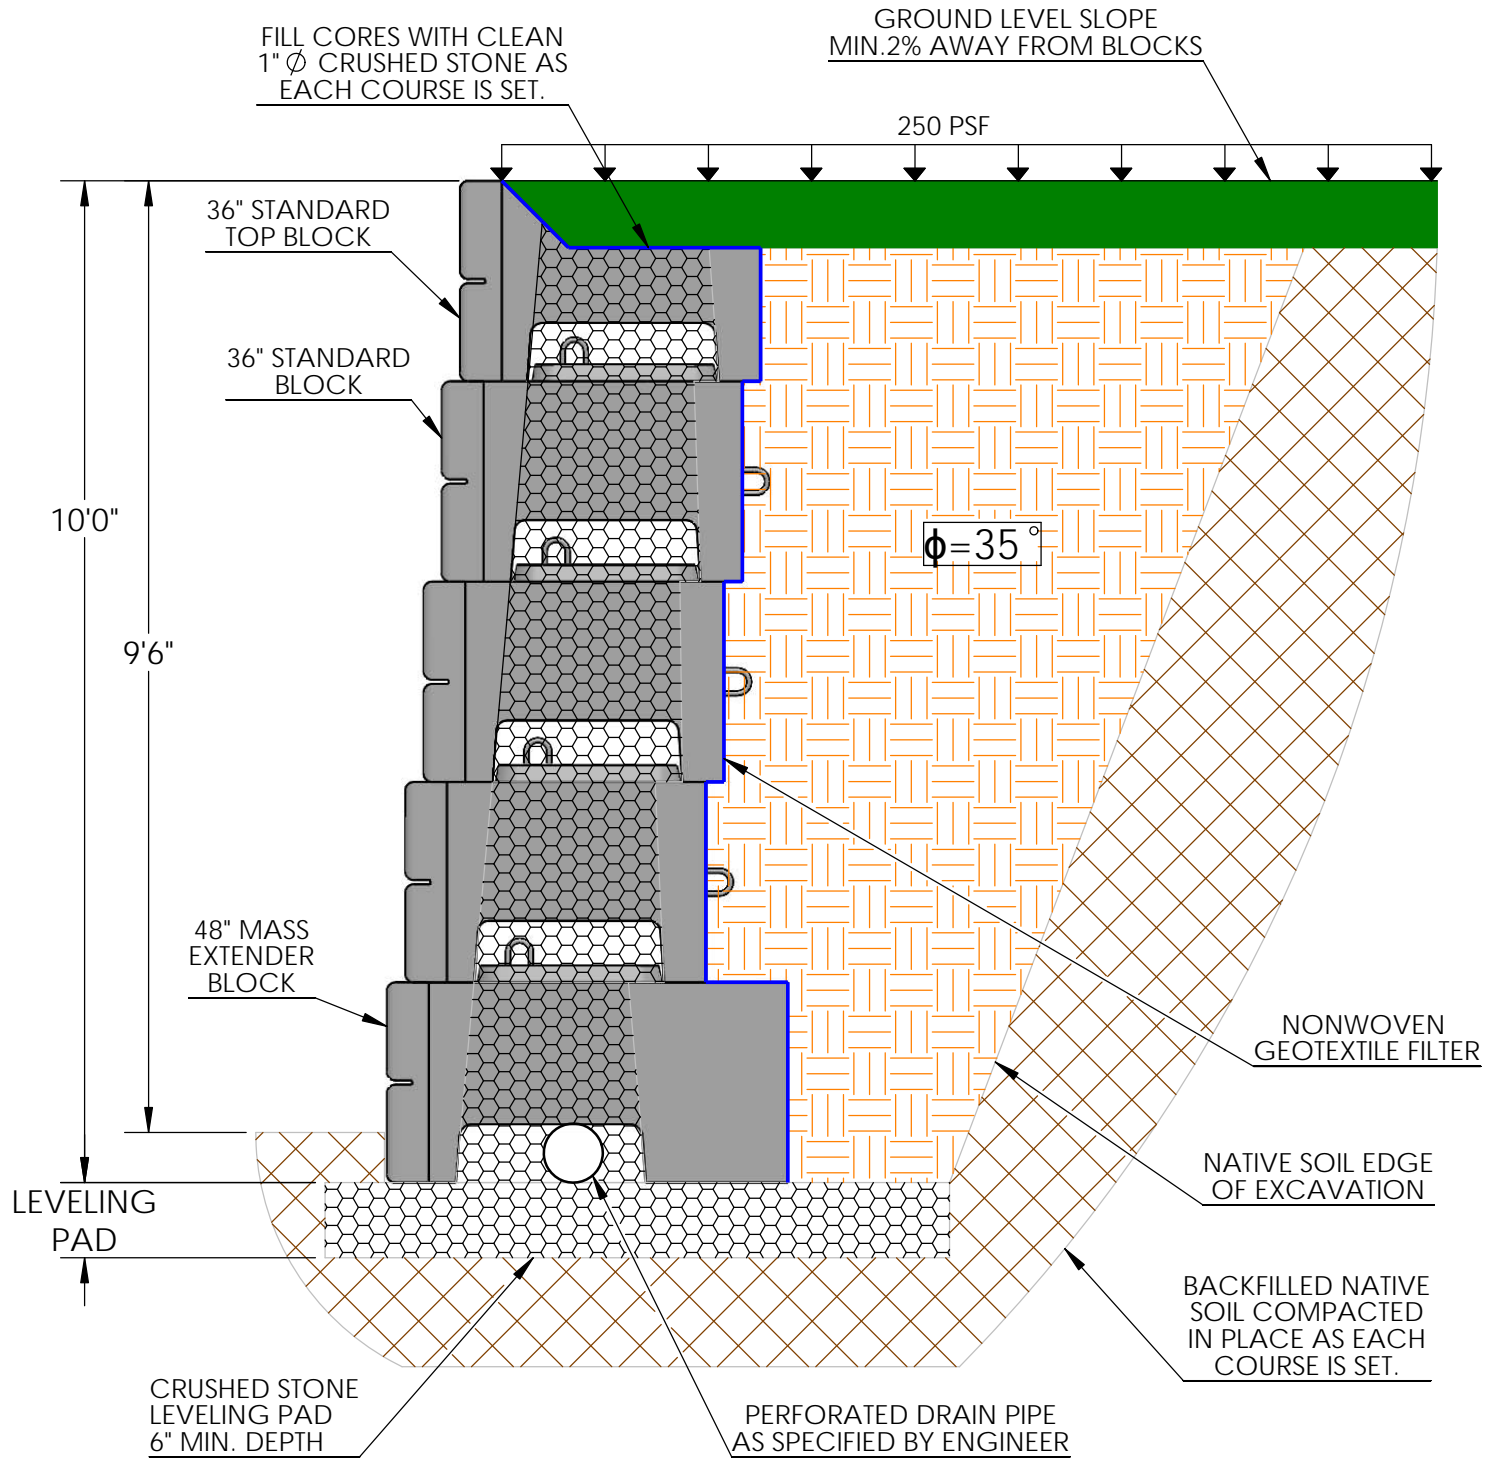 FILL CORES WITH CLEAN
1" Ø CRUSHED STONE AS
EACH COURSE IS SET.
GROUND LEVEL SLOPE
MIN.2% AWAY FROM BLOCKS
250 PSF
36" STANDARD
TOP BLOCK
36" STANDARD
BLOCK
10'0"
9'6"
ϕ=35°
48" MASS
EXTENDER
BLOCK
NONWOVEN
GEOTEXTILE FILTER
NATIVE SOIL EDGE
OF EXCAVATION
LEVELING
PAD
BACKFILLED NATIVE
SOIL COMPACTED
IN PLACE AS EACH
COURSE IS SET.
CRUSHED STONE
LEVELING PAD
6" MIN. DEPTH
PERFORATED DRAIN PIPE
AS SPECIFIED BY ENGINEER